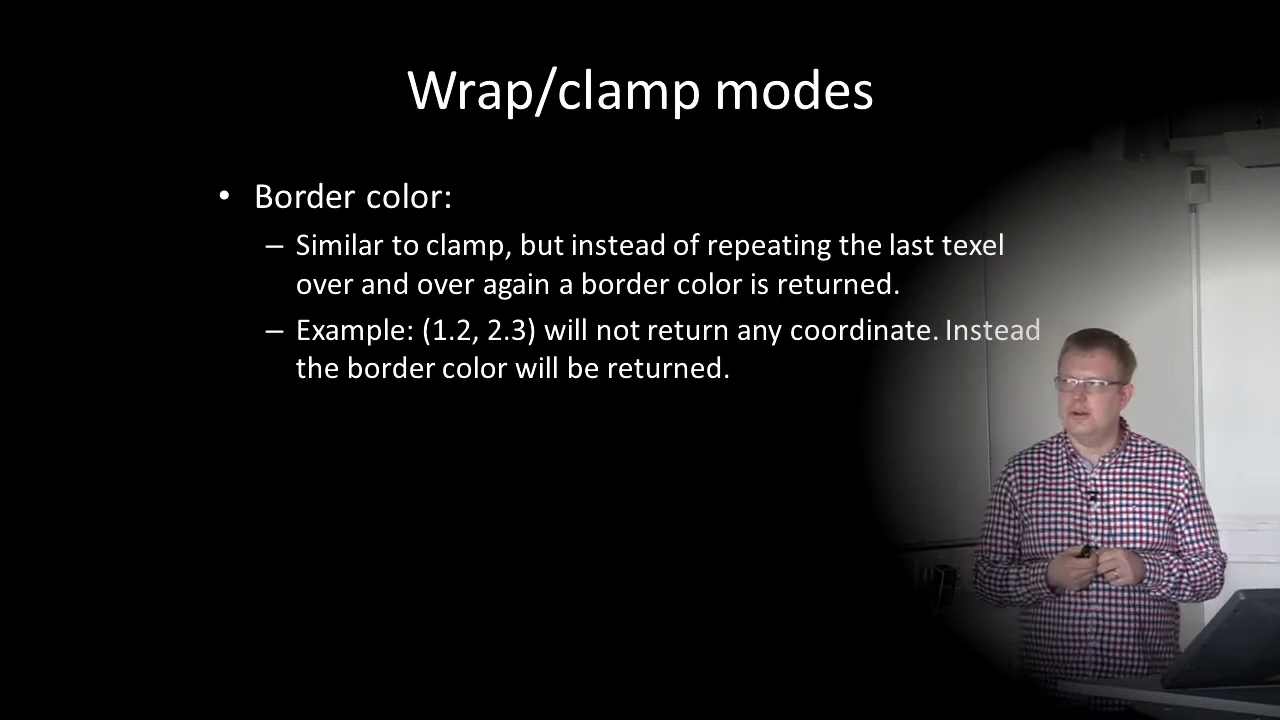 Wrap/clamp modes
• Border color:
– Similar to clamp, but instead of repeating the last texel
over and over again a border color is returned.
– Example: (1.2, 2.3) will not return any coordinate. Instead
the border color will be returned.